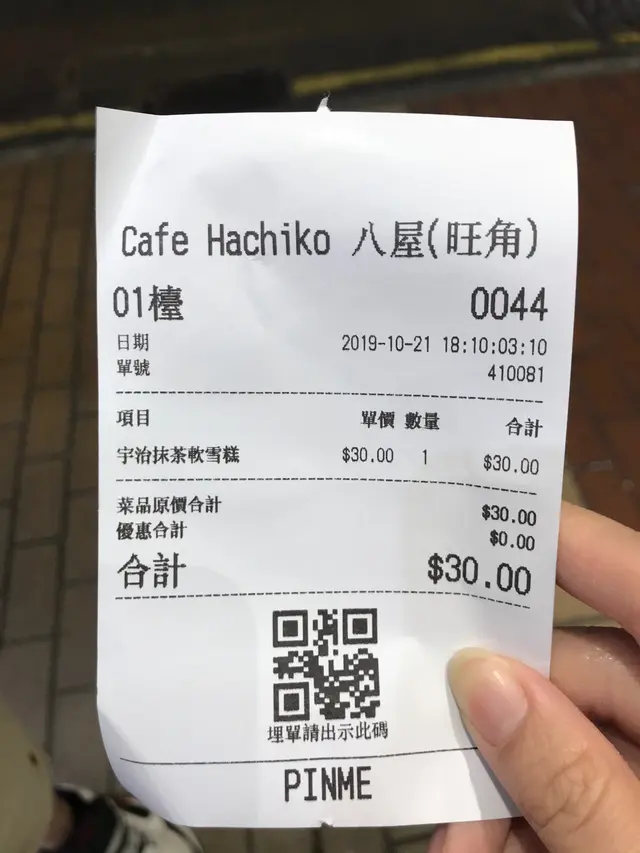 Cafe Hachiko 八屋(旺角)
01檯 0044
日期 2019-10-21 18:10:03:10
單號 410081
項目 單價 數量 合計
宇治抹茶軟雪糕 $30.00 1 $30.00
菜品原價合計 $30.00
優惠合計 $0.00
合計 $30.00
埋單請出示此碼
PINME